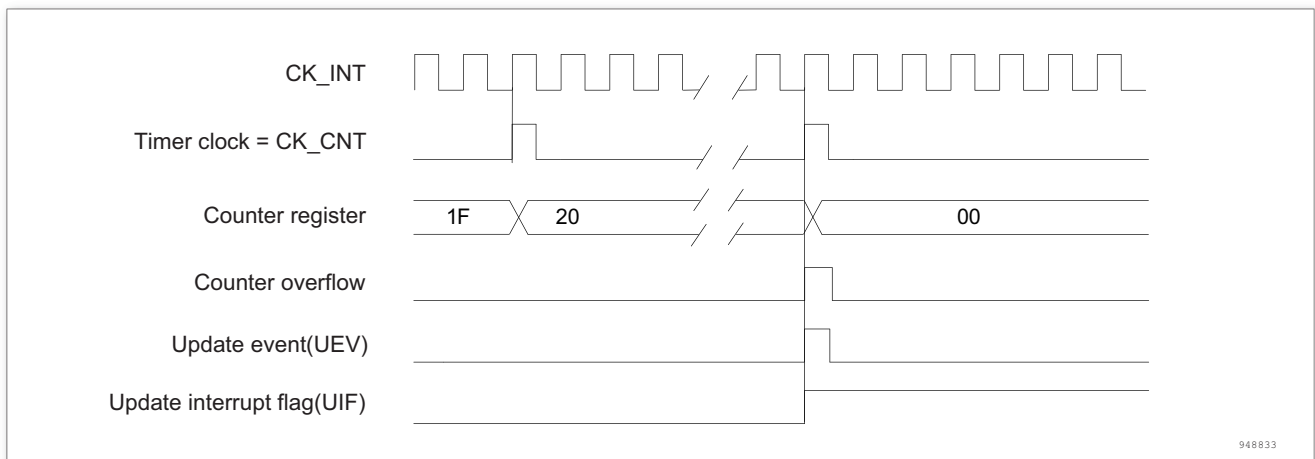 CK_INT
Timer clock = CK_CNT
Counter register 1F 20 00
Counter overflow
Update event(UEV)
Update interrupt flag(UIF)
948833